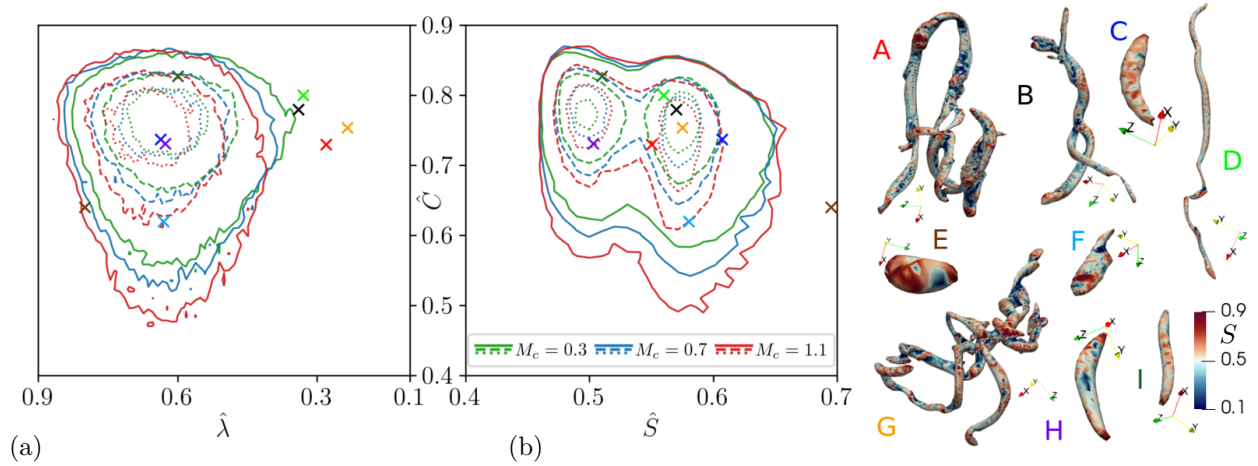 0.9
0.8
0.7
0.6
0.5
0.4
Ĉ
0.9
0.6
0.3
0.1
λ̂
(a)
0.4
0.5
0.6
0.7
Ŝ
(b)
M_c = 0.3
M_c = 0.7
M_c = 1.1
A
B
C
D
E
F
G
H
I
X
Y
Z
X
Y
Z
X
Y
Z
X
Y
Z
X
Y
Z
X
Y
Z
X
Y
Z
X
Y
Z
X
Y
Z
S
0.9
0.5
0.1